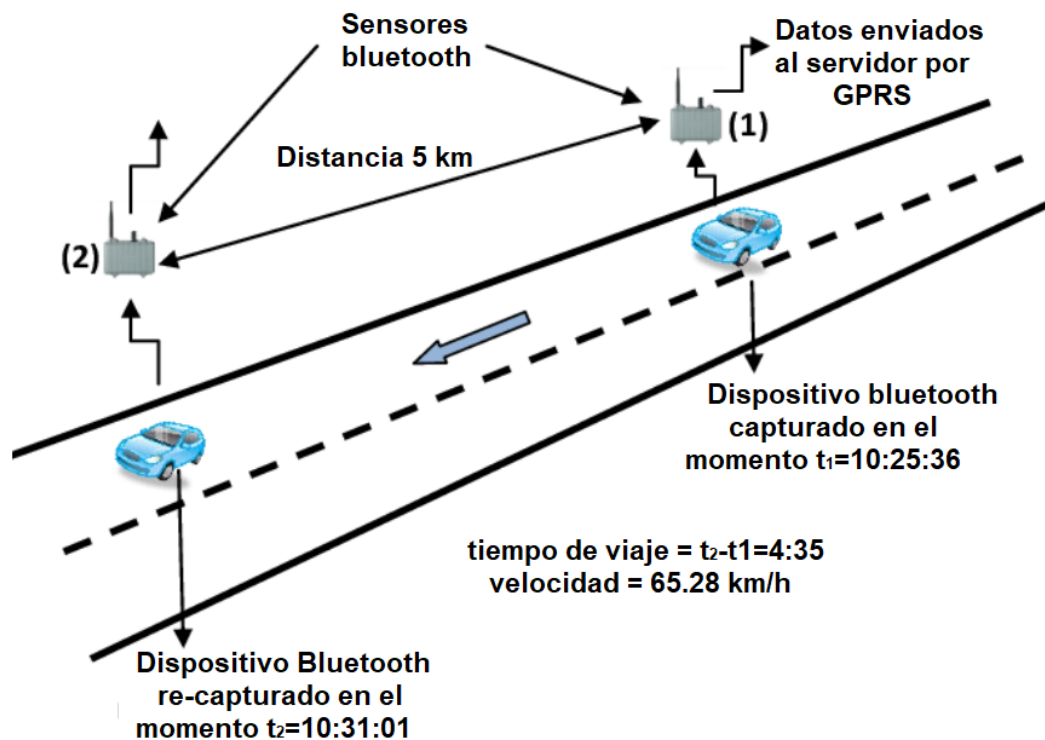 Sensores
bluetooth
Datos enviados
al servidor por
GPRS
(1)
Distancia 5 km
(2)
Dispositivo bluetooth
capturado en el
momento t₁=10:25:36
tiempo de viaje = t₂-t1=4:35
velocidad = 65.28 km/h
Dispositivo Bluetooth
re-capturado en el
momento t₂=10:31:01